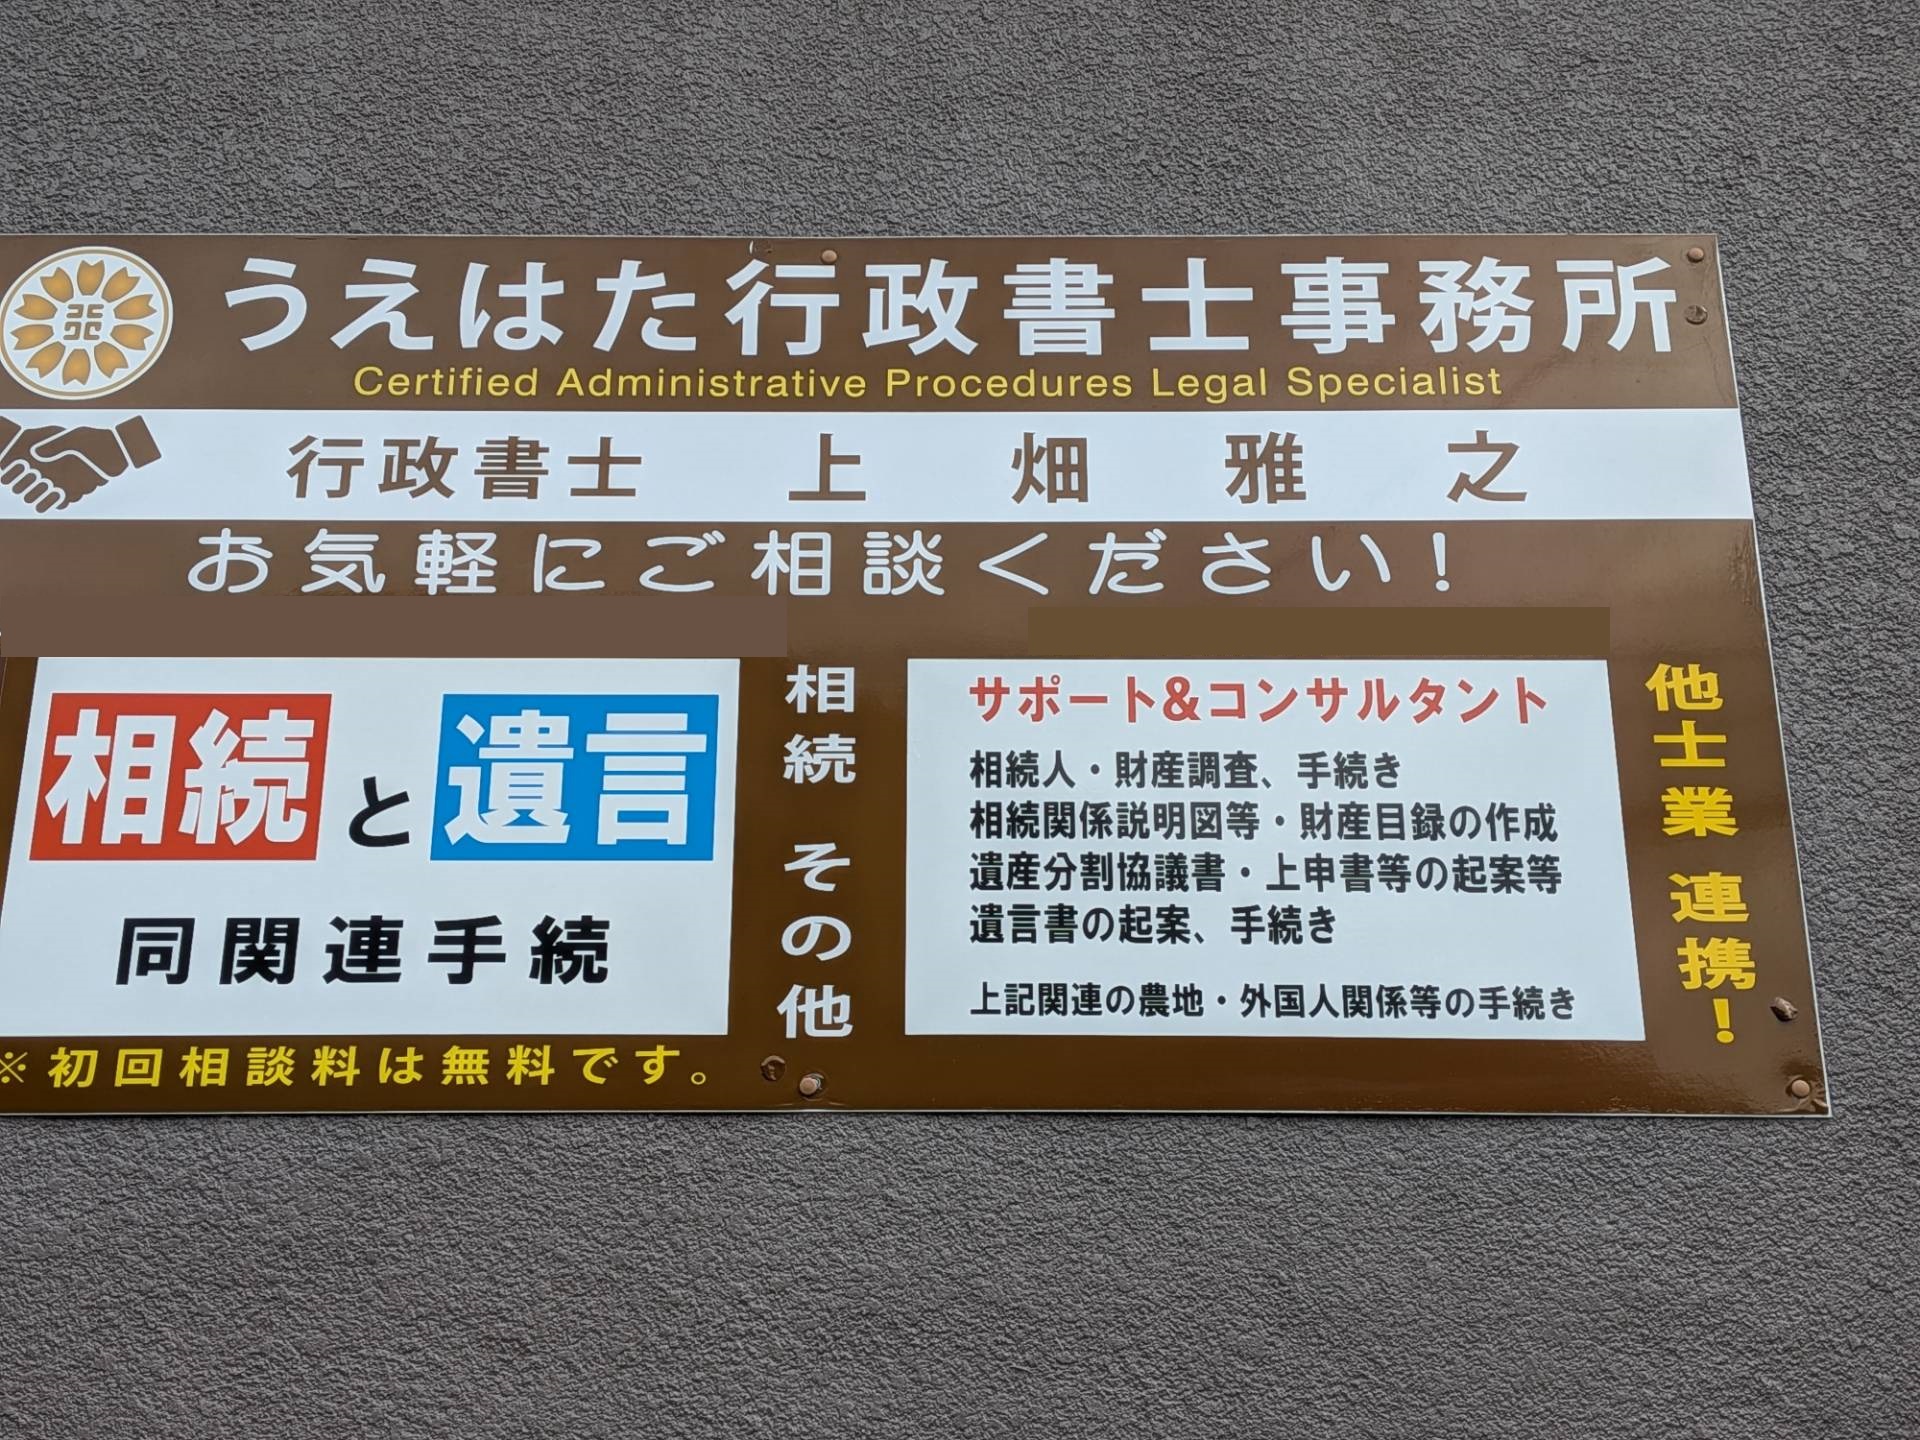 うえはた行政書士事務所
Certified Administrative Procedures Legal Specialist
行政書士 上畑雅之
お気軽にご相談ください!
相続と遺言
同関連手続
※初回相談料は無料です。
相続 その他
サポート&コンサルタント
相続人・財産調査、手続き
相続関係説明図等・財産目録の作成
遺産分割協議書・上申書等の起案等
遺言書の起案、手続き
上記関連の農地・外国人関係等の手続き
他士業 連携!